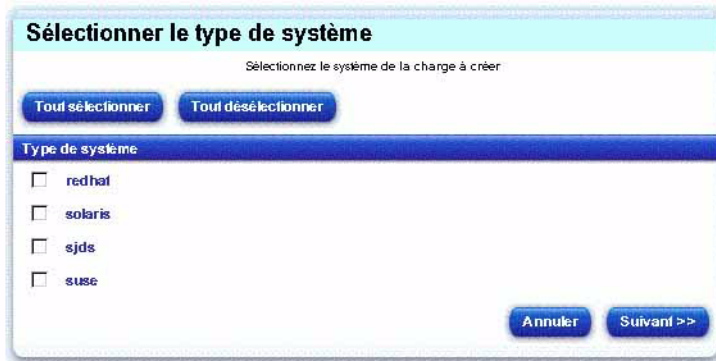 Sélectionner le type de système
Sélectionnez le système de la charge à créer
Tout sélectionner Tout désélectionner
Type de système
redhat
solaris
sjds
suse
Annuler Suivant >>